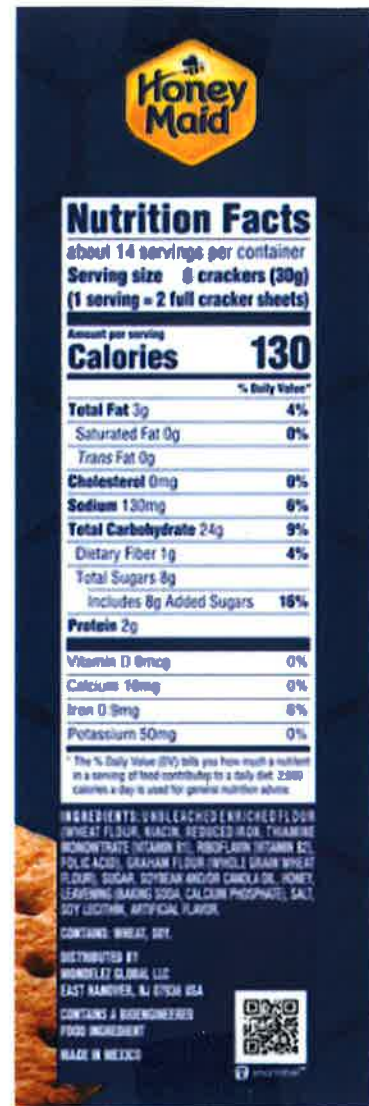 Honey
Maid
Nutrition Facts
about 14 servings per container
Serving size 8 crackers (30g)
(1 serving = 2 full cracker sheets)
Amount per serving
Calories 130
% Daily Value*
Total Fat 3g 4%
Saturated Fat 0g 0%
Trans Fat 0g
Cholesterol 0mg 0%
Sodium 130mg 6%
Total Carbohydrate 24g 9%
Dietary Fiber 1g 4%
Total Sugars 8g
Includes 8g Added Sugars 16%
Protein 2g
Vitamin D 0mcg 0%
Calcium 10mg 0%
Iron 0.9mg 6%
Potassium 50mg 0%
* The % Daily Value (DV) tells you how much a nutrient
in a serving of food contributes to a daily diet. 2,000
calories a day is used for general nutrition advice.
INGREDIENTS: UNBLEACHED ENRICHED FLOUR
(WHEAT FLOUR, NIACIN, REDUCED IRON, THIAMINE
MONONITRATE (VITAMIN B1), RIBOFLAVIN (VITAMIN B2),
FOLIC ACID), GRAHAM FLOUR (WHOLE GRAIN WHEAT
FLOUR), SUGAR, SOYBEAN AND/OR CANOLA OIL, HONEY,
LEAVENING (BAKING SODA, CALCIUM PHOSPHATE), SALT,
SOY LECITHIN, ARTIFICIAL FLAVOR.
CONTAINS: WHEAT, SOY.
DISTRIBUTED BY
MONDELEZ GLOBAL LLC
EAST HANOVER, NJ 07936 USA
CONTAINS A BIOENGINEERED
FOOD INGREDIENT
MADE IN MEXICO